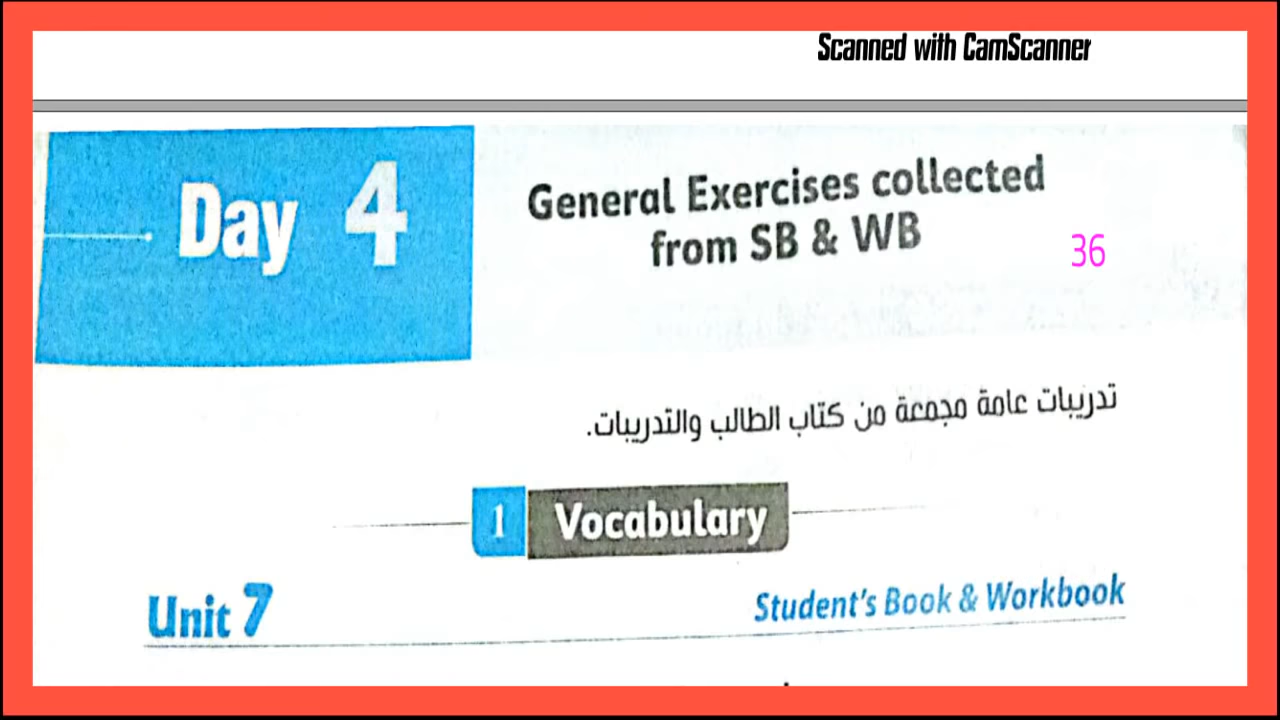 Scanned with CamScanner
Day 4
General Exercises collected
from SB & WB
36
تدريبات عامة مجمعة من كتاب الطالب والتدريبات.
1 Vocabulary
Unit 7
Student's Book & Workbook